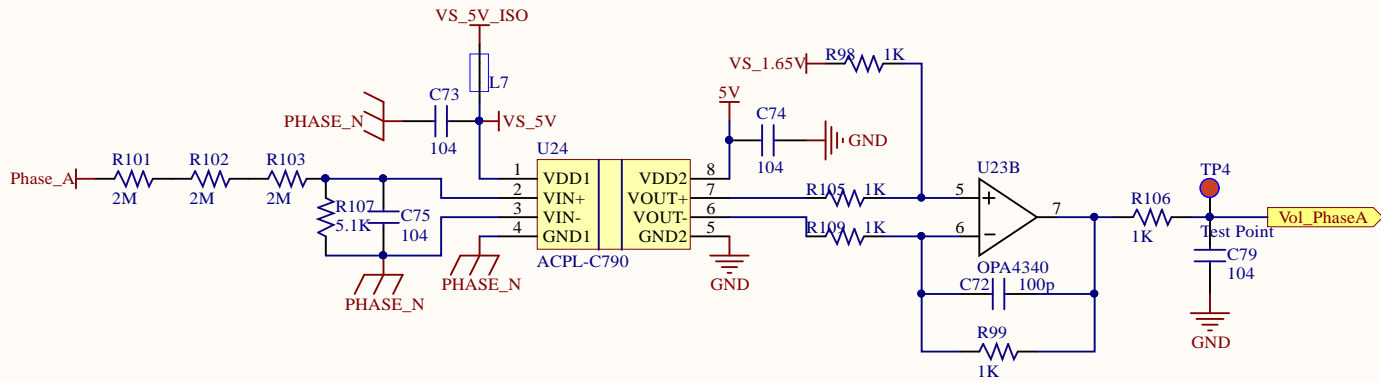 VS_5V_ISO
L7
C73
104
PHASE_N
VS_5V
Phase_A
R101
2M
R102
2M
R103
2M
R107
5.1K
C75
104
PHASE_N
U24
1
VDD1
2
VIN+
3
VIN-
4
GND1
VDD2
8
VOUT+
7
VOUT-
6
GND2
5
ACPL-C790
PHASE_N
5V
C74
104
GND
GND
VS_1.65V
R98
1K
R105
1K
R109
1K
U23B
5
6
7
OPA4340
C72
100p
R99
1K
R106
1K
TP4
Test Point
Vol_PhaseA
C79
104
GND